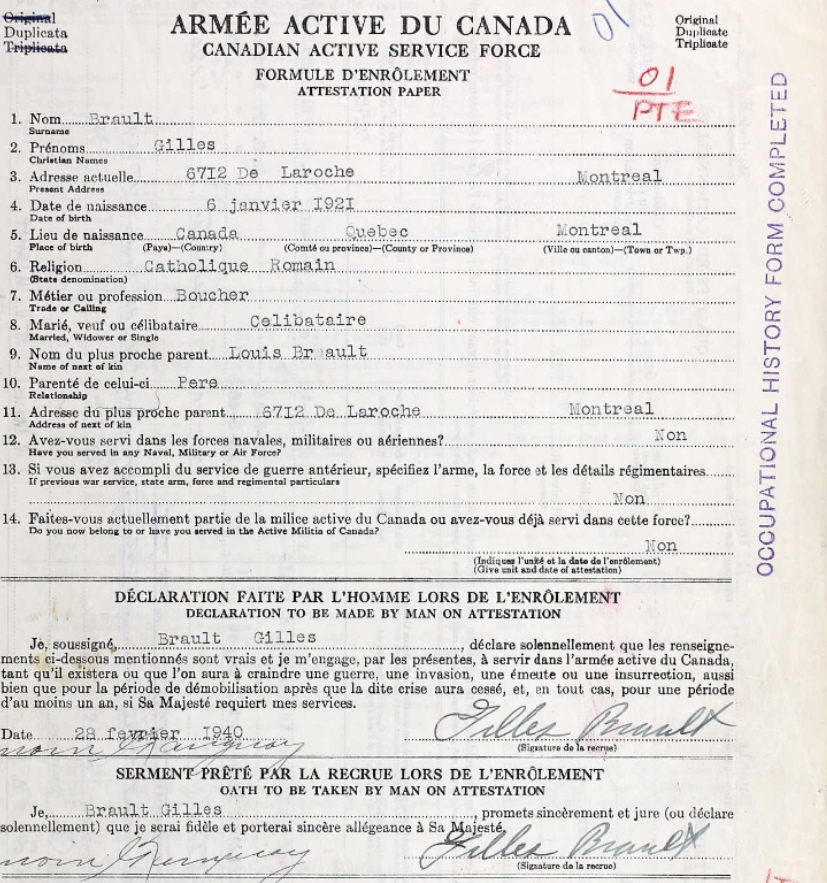 Original
Duplicata
Triplicata
ARMÉE ACTIVE DU CANADA
CANADIAN ACTIVE SERVICE FORCE
FORMULE D'ENRÔLEMENT
ATTESTATION PAPER
01
Original
Duplicate
Triplicate
01
PTE
1. Nom Brault
Surname
2. Prénoms Gilles
Christian Names
3. Adresse actuelle 67I2 De Laroche Montreal
Present Address
4. Date de naissance 6 janvier I92I
Date of birth
5. Lieu de naissance Canada Quebec Montreal
Place of birth (Pays)—(Country) (Comté ou province)—(County or Province) (Ville ou canton)—(Town or Twp.)
6. Religion Catholique Romain
(State denomination)
7. Métier ou profession Boucher
Trade or Calling
8. Marié, veuf ou célibataire Celibataire
Married, Widower or Single
9. Nom du plus proche parent Louis Brault
Name of next of kin
10. Parenté de celui-ci Pere
Relationship
11. Adresse du plus proche parent 67I2 De Laroche Montreal
Address of next of kin
12. Avez-vous servi dans les forces navales, militaires ou aériennes? Non
Have you served in any Naval, Military or Air Force?
13. Si vous avez accompli du service de guerre antérieur, spécifiez l'arme, la force et les détails régimentaires
If previous war service, state arm, force and regimental particulars
Non
14. Faites-vous actuellement partie de la milice active du Canada ou avez-vous déjà servi dans cette force?
Do you now belong to or have you served in the Active Militia of Canada?
Non
(Indiquez l'unité et la date de l'enrôlement)
(Give unit and date of attestation)
OCCUPATIONAL HISTORY FORM COMPLETED
DÉCLARATION FAITE PAR L'HOMME LORS DE L'ENRÔLEMENT
DECLARATION TO BE MADE BY MAN ON ATTESTATION
Je, soussigné, Brault Gilles, déclare solennellement que les renseigne-
ments ci-dessous mentionnés sont vrais et je m'engage, par les présentes, à servir dans l'armée active du Canada,
tant qu'il existera ou que l'on aura à craindre une guerre, une invasion, une émeute ou une insurrection, aussi
bien que pour la période de démobilisation après que la dite crise aura cessé, et, en tout cas, pour une période
d'au moins un an, si Sa Majesté requiert mes services.
Date 28 fevrier I940 Gilles Brault
(Signature de la recrue)
SERMENT PRÊTÉ PAR LA RECRUE LORS DE L'ENRÔLEMENT
OATH TO BE TAKEN BY MAN ON ATTESTATION
Je, Brault Gilles, promets sincèrement et jure (ou déclare
solennellement) que je serai fidèle et porterai sincère allégeance à Sa Majesté.
Gilles Brault
(Signature de la recrue)